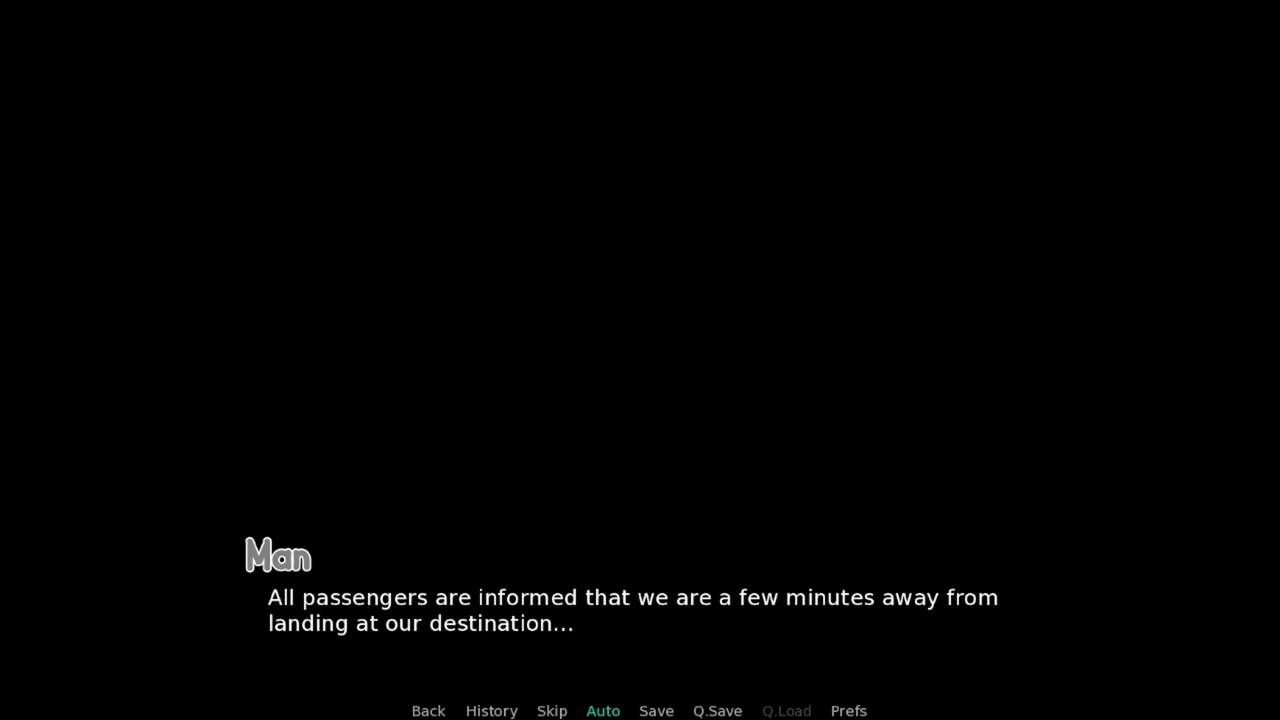 Man
All passengers are informed that we are a few minutes away from
landing at our destination...
Back History Skip Auto Save Q.Save Q.Load Prefs